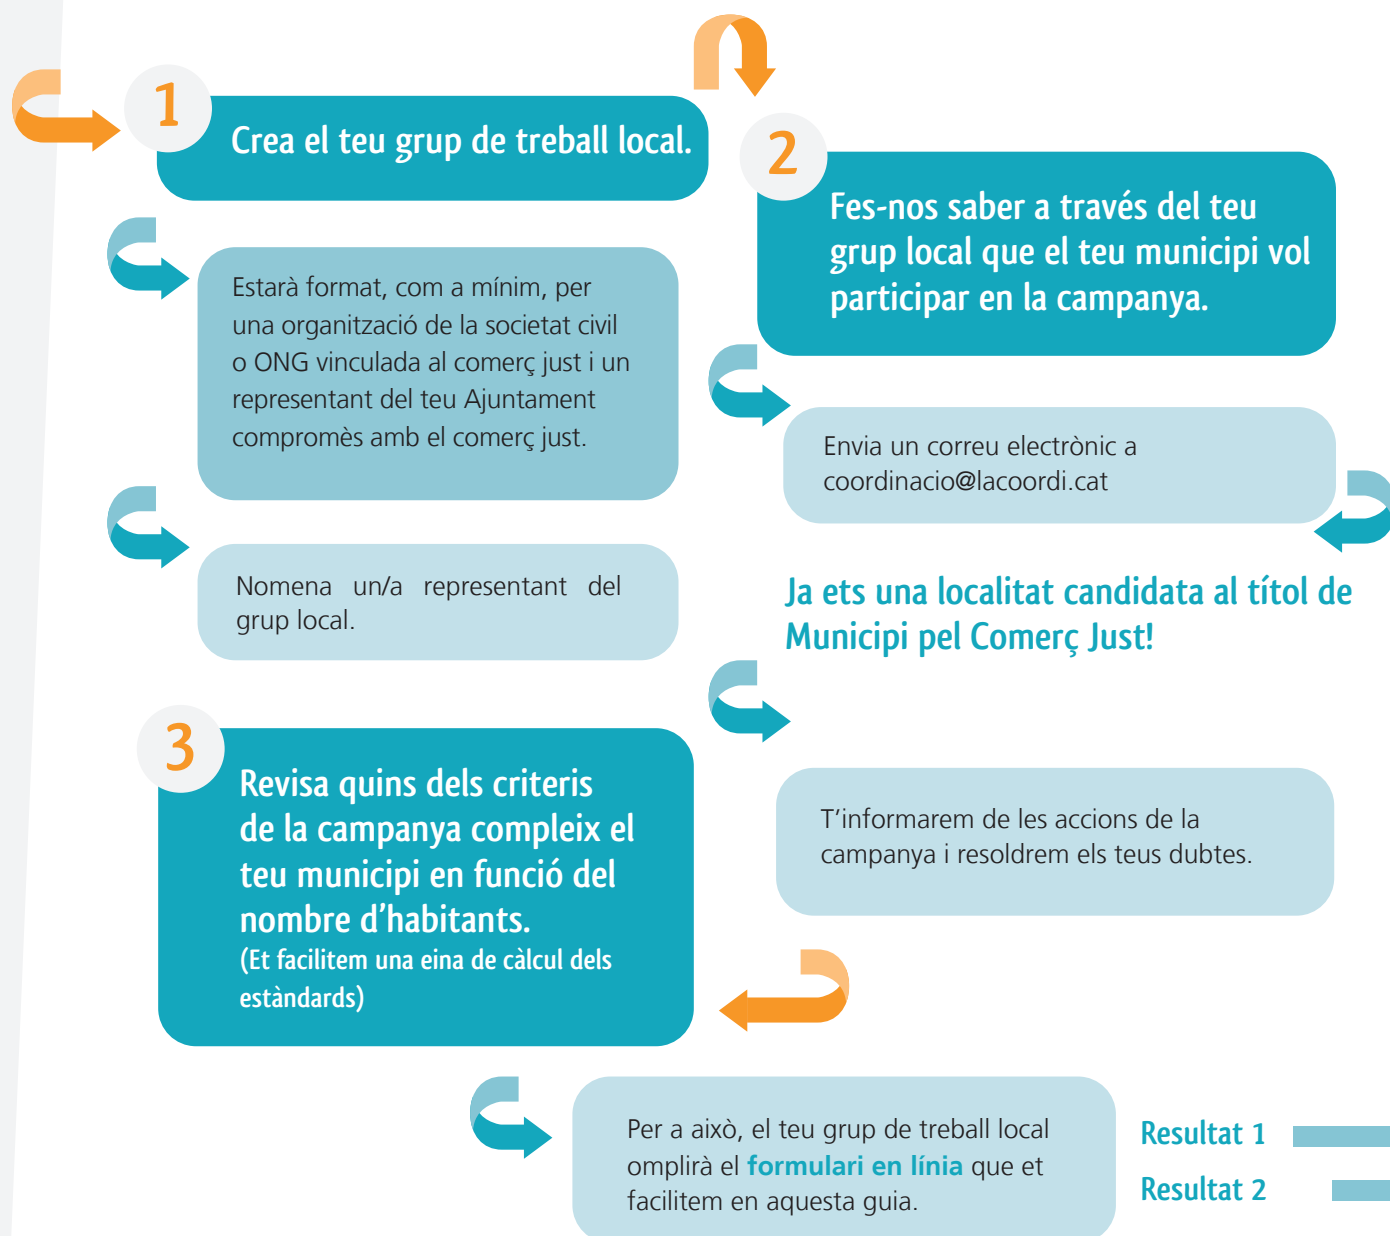 1
Crea el teu grup de treball local.
Estarà format, com a mínim, per
una organització de la societat civil
o ONG vinculada al comerç just i un
representant del teu Ajuntament
compromès amb el comerç just.
Nomena un/a representant del
grup local.
2
Fes-nos saber a través del teu
grup local que el teu municipi vol
participar en la campanya.
Envia un correu electrònic a
coordinacio@lacoordi.cat
Ja ets una localitat candidata al títol de
Municipi pel Comerç Just!
T’informarem de les accions de la
campanya i resoldrem els teus dubtes.
3
Revisa quins dels criteris
de la campanya compleix el
teu municipi en funció del
nombre d’habitants.
(Et facilitem una eina de càlcul dels
estàndards)
Per a això, el teu grup de treball local
omplirà el formulari en línia que et
facilitem en aquesta guia.
Resultat 1
Resultat 2